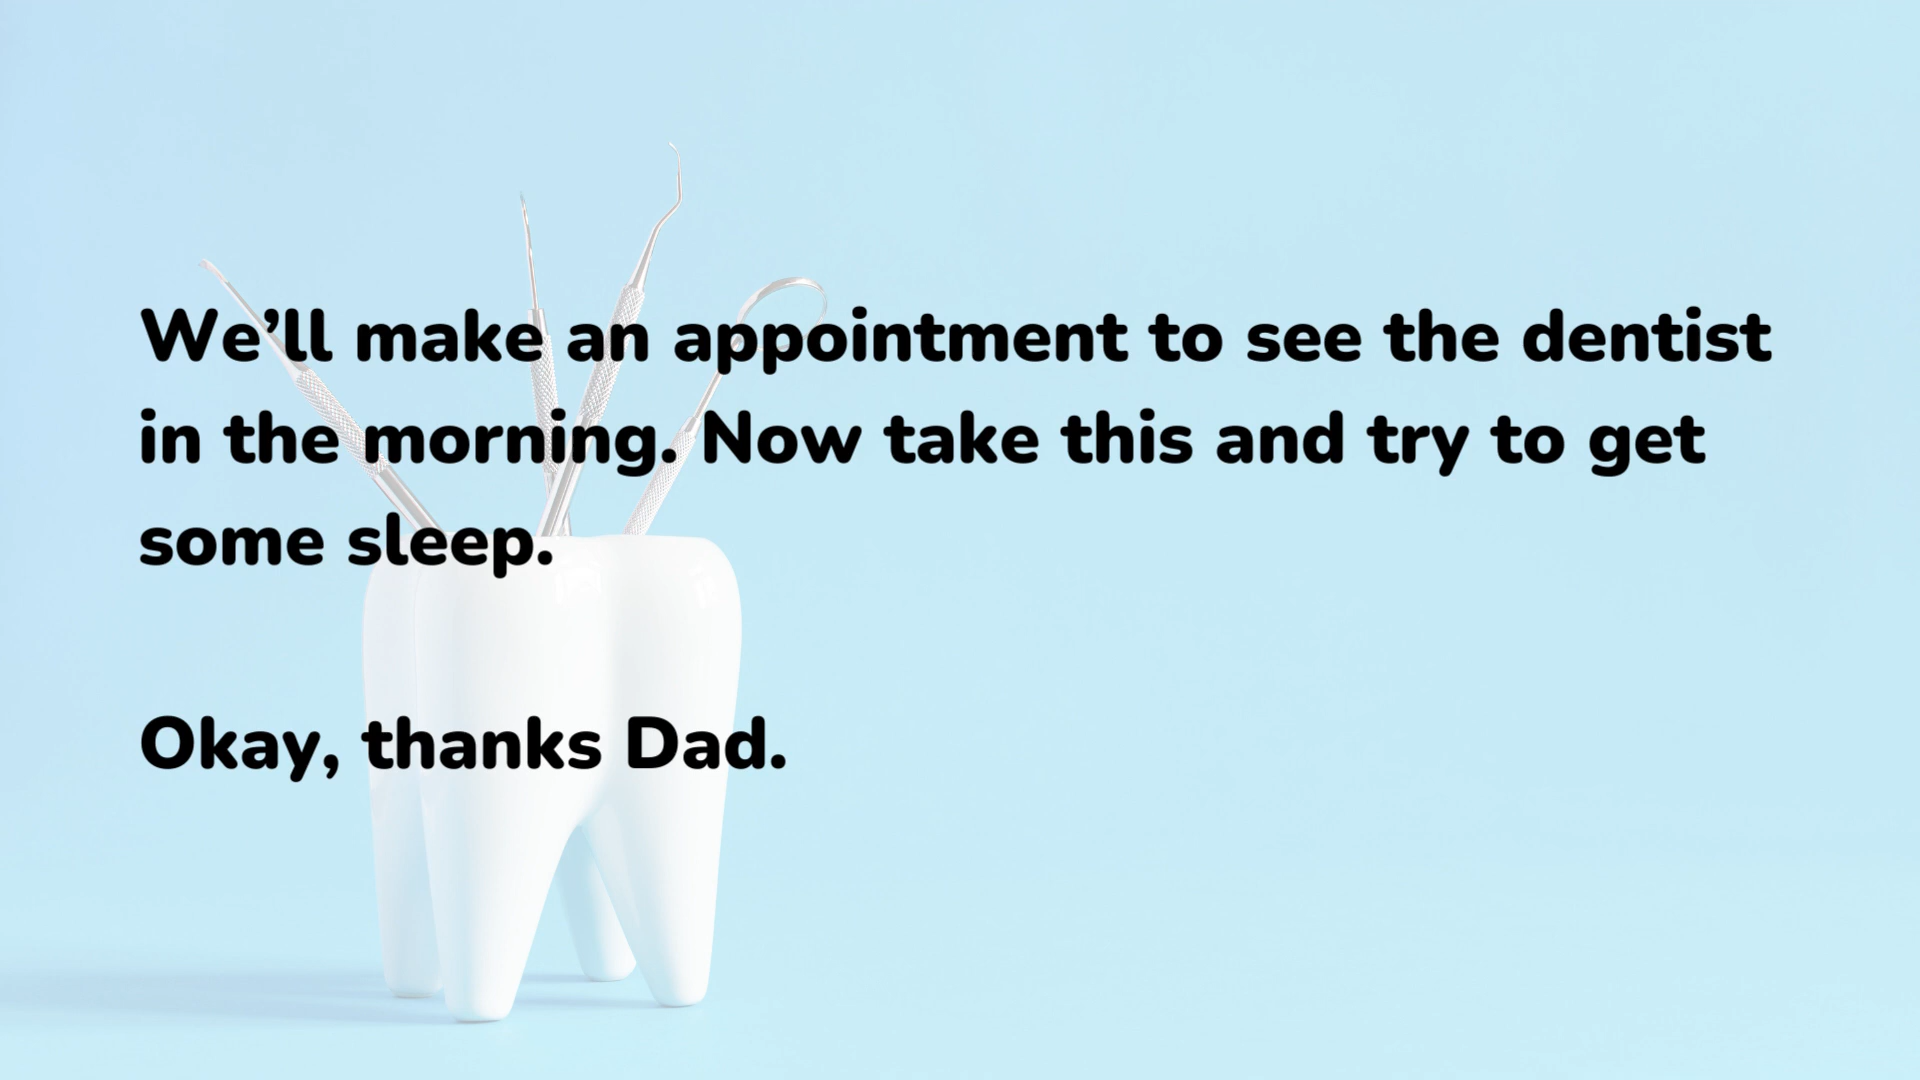 We’ll make an appointment to see the dentist
in the morning. Now take this and try to get
some sleep.
Okay, thanks Dad.